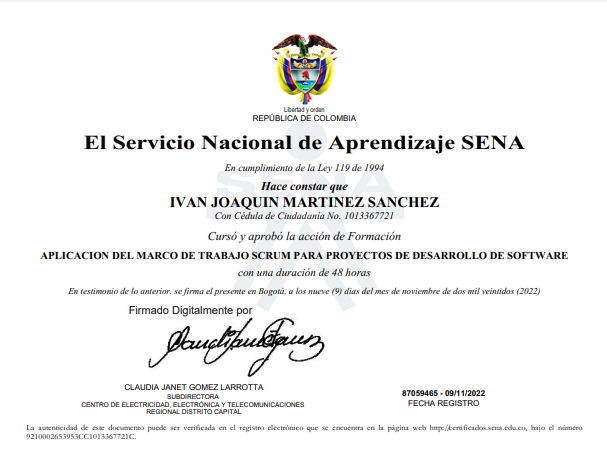 Libertad y orden
REPÚBLICA DE COLOMBIA
El Servicio Nacional de Aprendizaje SENA
En cumplimiento de la Ley 119 de 1994
SENA
Hace constar que
IVAN JOAQUIN MARTINEZ SANCHEZ
Con Cédula de Ciudadanía No. 1013367721
Cursó y aprobó la acción de Formación
APLICACION DEL MARCO DE TRABAJO SCRUM PARA PROYECTOS DE DESARROLLO DE SOFTWARE
con una duración de 48 horas
En testimonio de lo anterior. se firma el presente en Bogotá. a los nueve (9) días del mes de noviembre de dos mil veintidos (2022)
Firmado Digitalmente por
CLAUDIA JANET GOMEZ LARROTTA
SUBDIRECTORA
CENTRO DE ELECTRICIDAD, ELECTRÓNICA Y TELECOMUNICACIONES
REGIONAL DISTRITO CAPITAL
87059465 - 09/11/2022
FECHA REGISTRO
La autenticidad de este documento puede ser verificada en el registro electrónico que se encuentra en la página web http://certificados.sena.edu.co, bajo el número
9210002653953CC1013367721C.